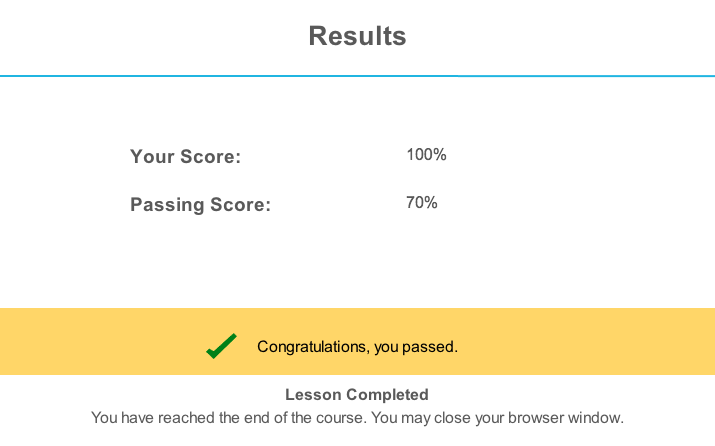 Results
Your Score: 100%
Passing Score: 70%
Congratulations, you passed.
Lesson Completed
You have reached the end of the course. You may close your browser window.